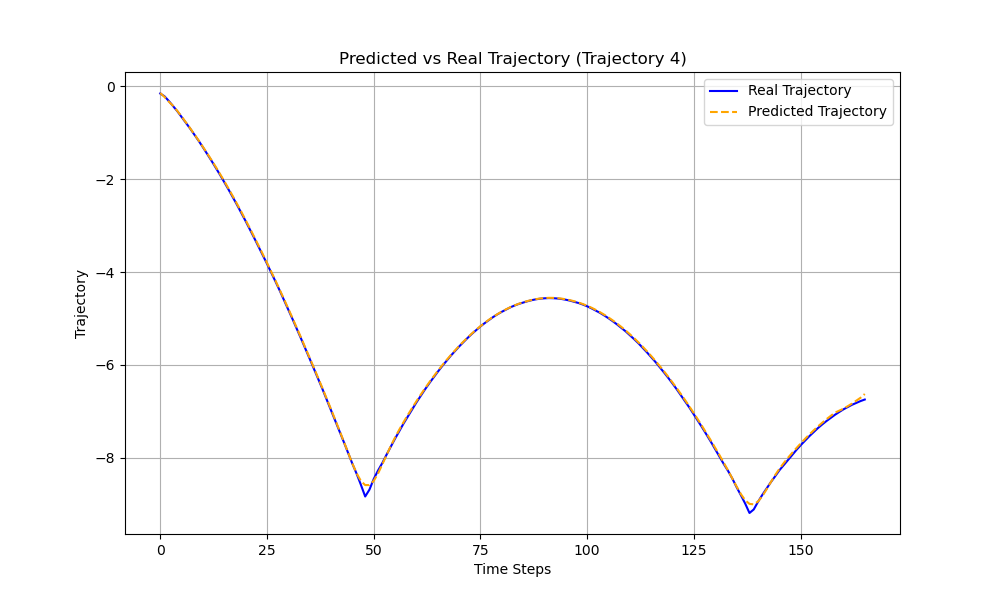 Predicted vs Real Trajectory (Trajectory 4)
Real Trajectory
Predicted Trajectory
Trajectory
0
−2
−4
−6
−8
0 25 50 75 100 125 150
Time Steps